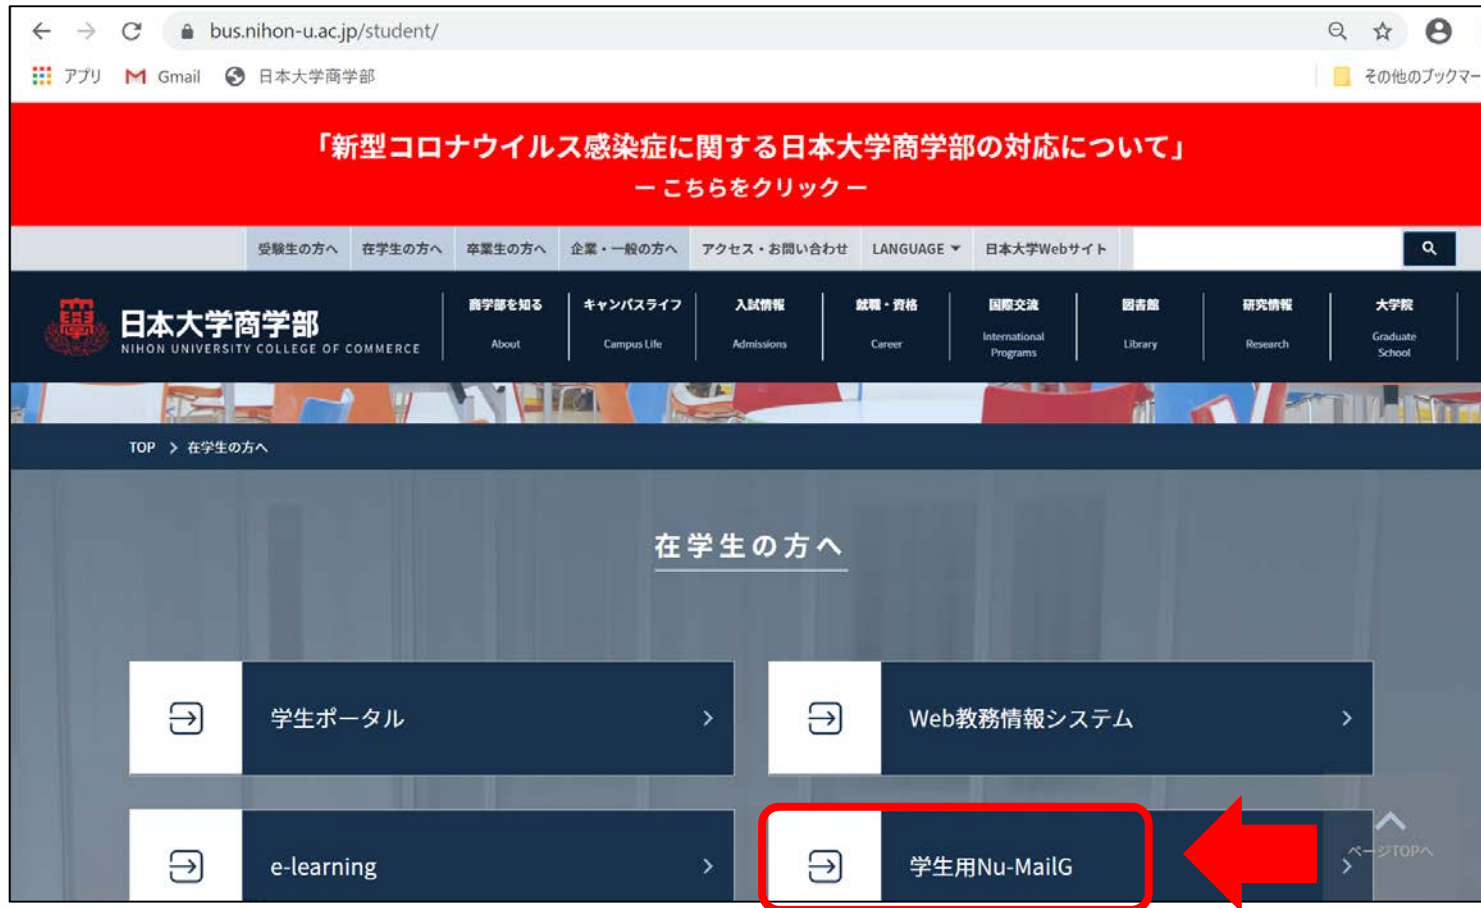 bus.nihon-u.ac.jp/student/
アプリ Gmail 日本大学商学部 その他のブックマー
「新型コロナウイルス感染症に関する日本大学商学部の対応について」
ー こちらをクリック ー
受験生の方へ 在学生の方へ 卒業生の方へ 企業・一般の方へ アクセス・お問い合わせ LANGUAGE 日本大学Webサイト
日本大学商学部
NIHON UNIVERSITY COLLEGE OF COMMERCE
商学部を知る キャンパスライフ 入試情報 就職・資格 国際交流 図書館 研究情報 大学院
About Campus Life Admissions Career International Programs Library Research Graduate School
TOP > 在学生の方へ
在学生の方へ
学生ポータル
Web教務情報システム
e-learning
学生用Nu-MailG
ページTOPへ